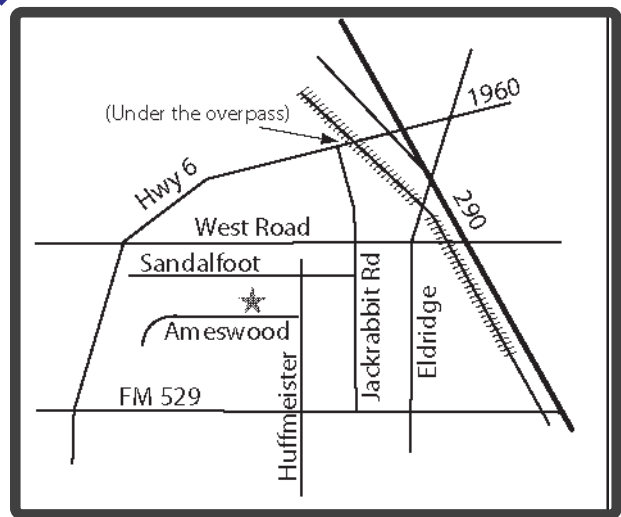 1960
(Under the overpass)
Hwy 6
290
West Road
Sandalfoot
Ameswood
Jackrabbit Rd
Eldridge
FM 529
Huffmeister